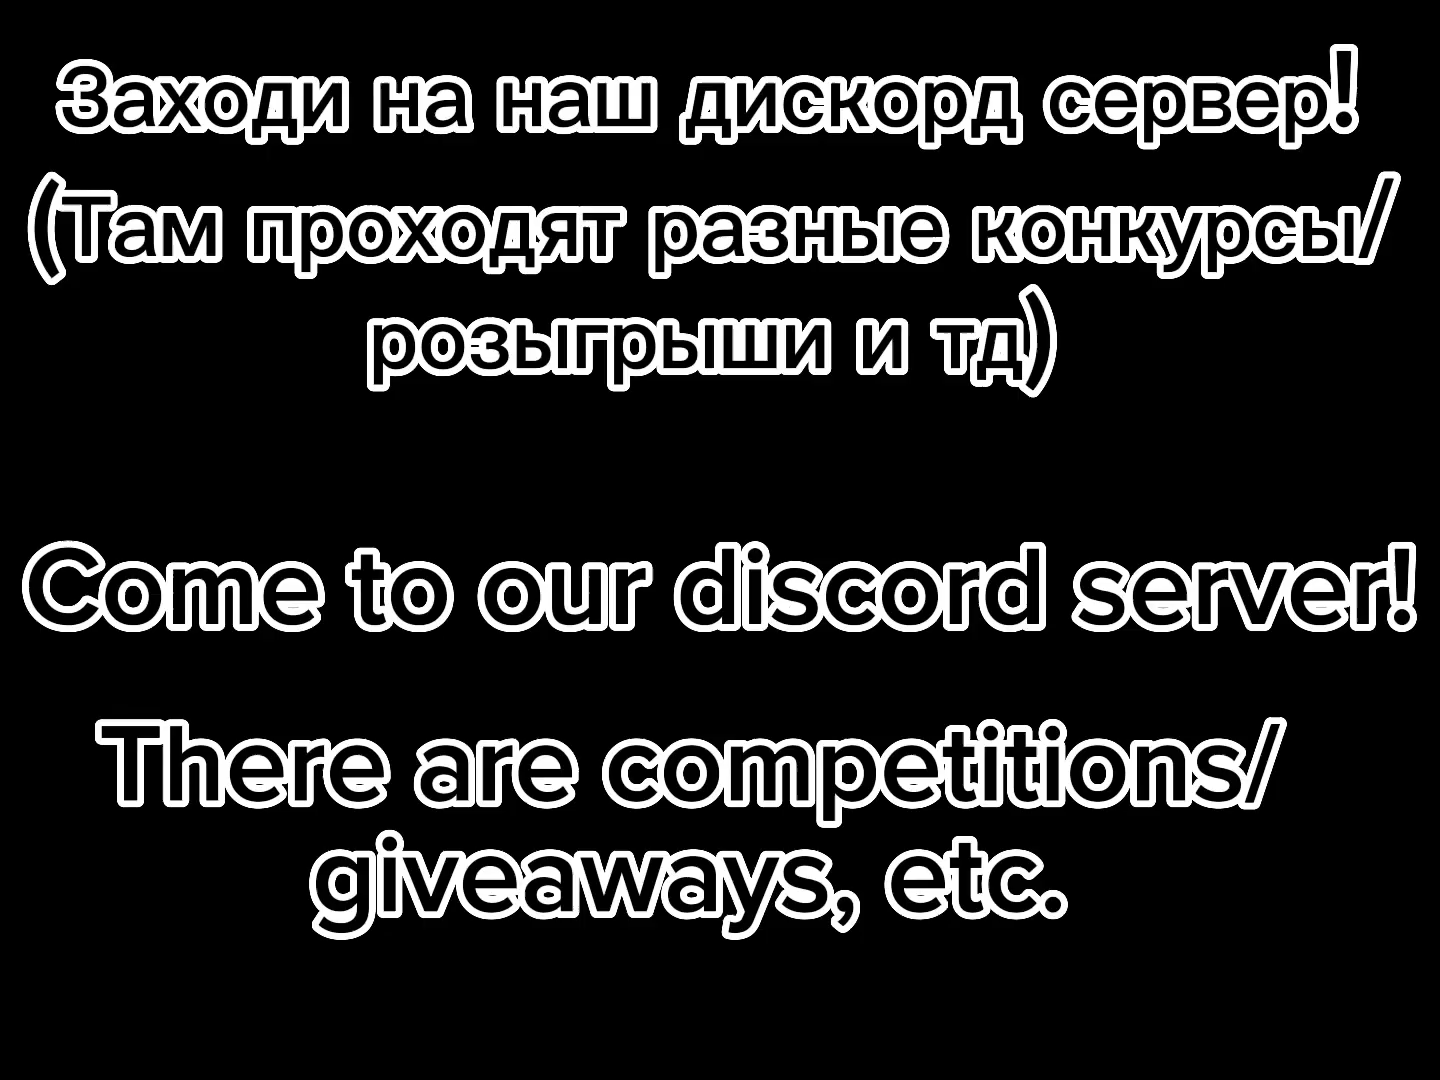 Заходи на наш дискорд сервер!
(Там проходят разные конкурсы/
розыгрыши и тд)
Come to our discord server!
There are competitions/
giveaways, etc.